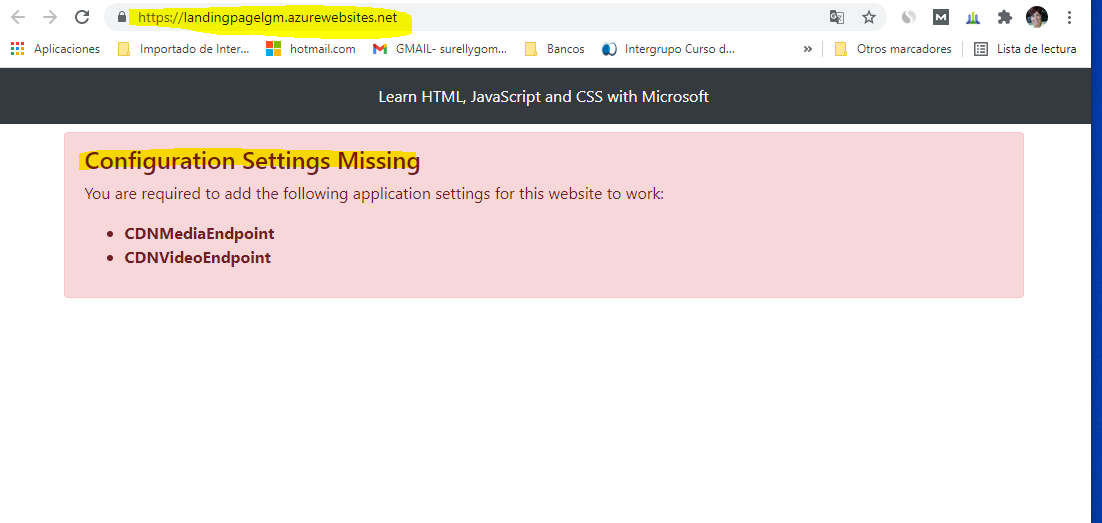 https://landingpagelgm.azurewebsites.net
Aplicaciones Importado de Inter... hotmail.com GMAIL- surellygom... Bancos Intergrupo Curso d... » Otros marcadores Lista de lectura
Learn HTML, JavaScript and CSS with Microsoft
Configuration Settings Missing
You are required to add the following application settings for this website to work:
• CDNMediaEndpoint
• CDNVideoEndpoint